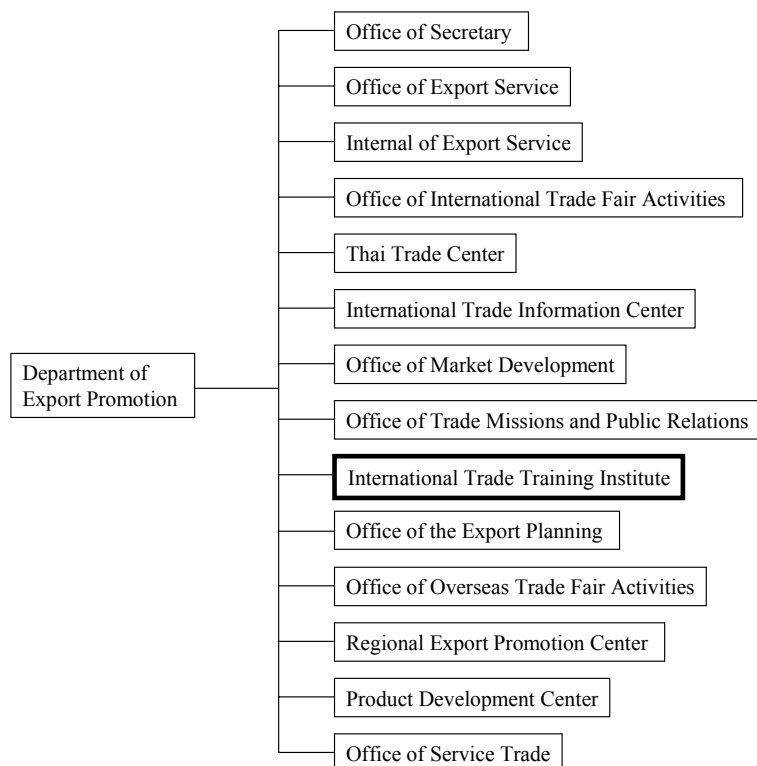 Office of Secretary
Office of Export Service
Internal of Export Service
Office of International Trade Fair Activities
Thai Trade Center
International Trade Information Center
Department of
Export Promotion
Office of Market Development
Office of Trade Missions and Public Relations
International Trade Training Institute
Office of the Export Planning
Office of Overseas Trade Fair Activities
Regional Export Promotion Center
Product Development Center
Office of Service Trade